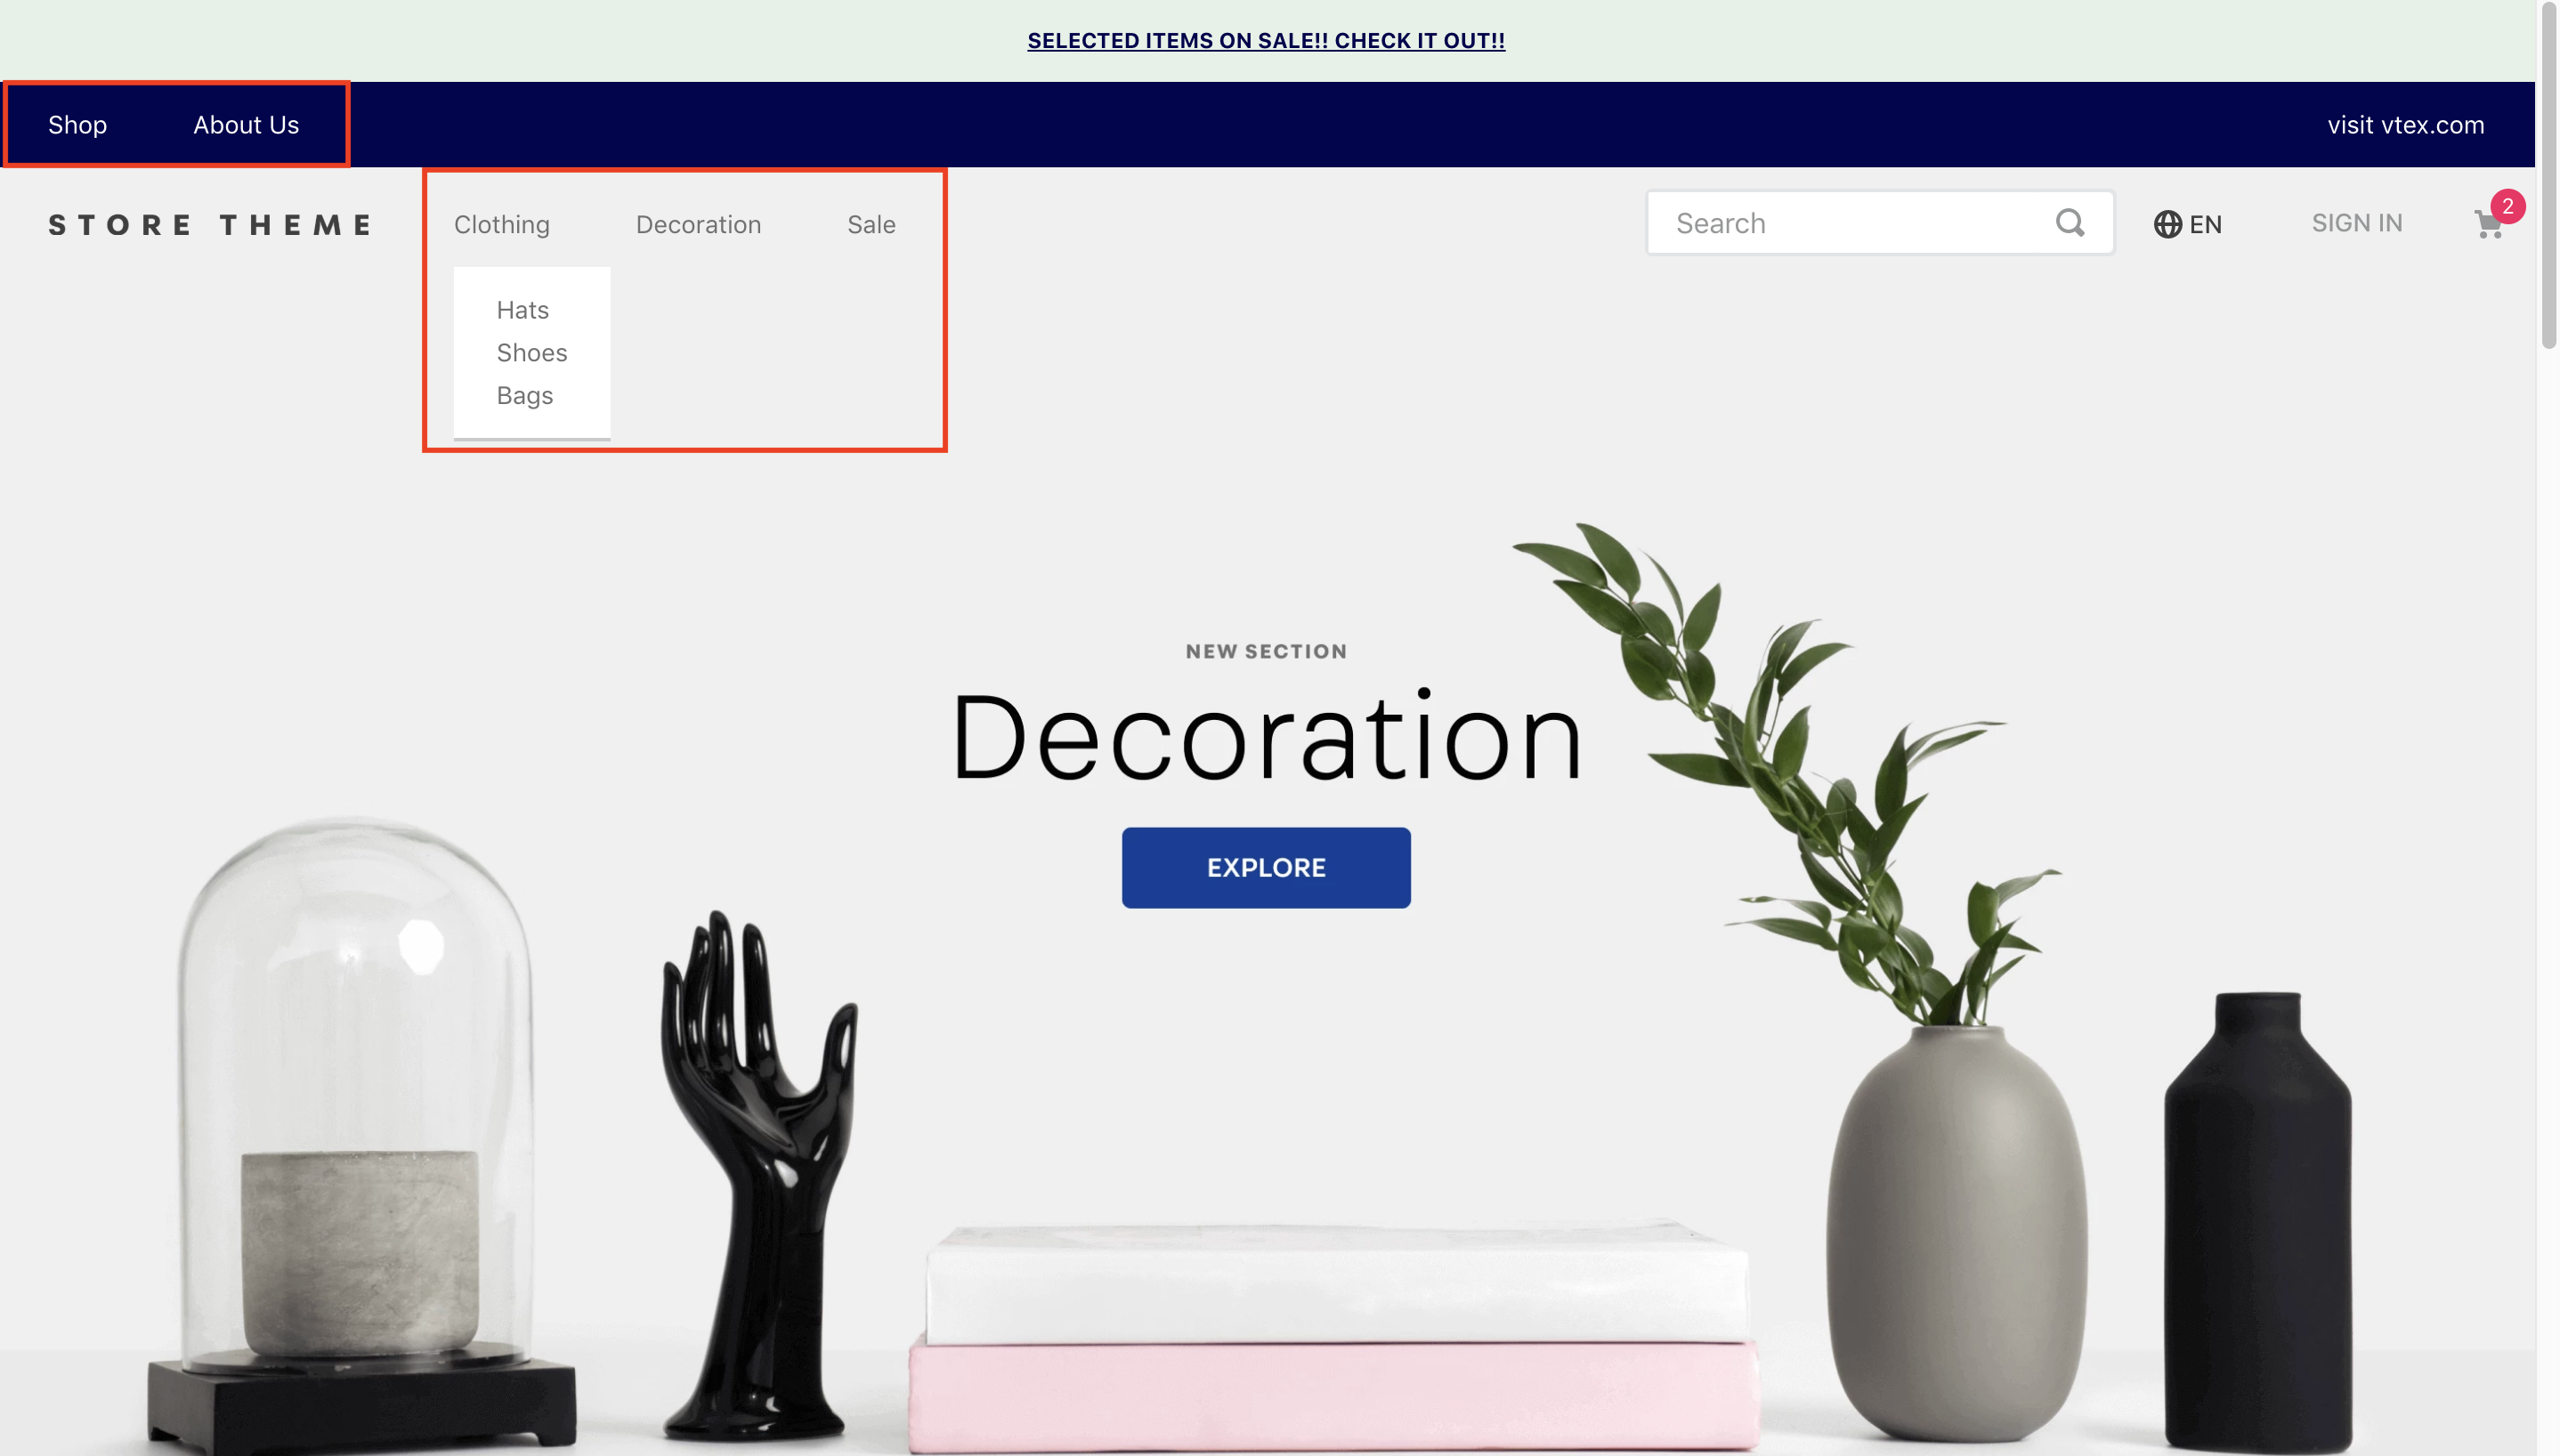 SELECTED ITEMS ON SALE!! CHECK IT OUT!!
Shop About Us visit vtex.com
STORE THEME Clothing Decoration Sale Search EN SIGN IN 2
Hats
Shoes
Bags
NEW SECTION
Decoration
EXPLORE